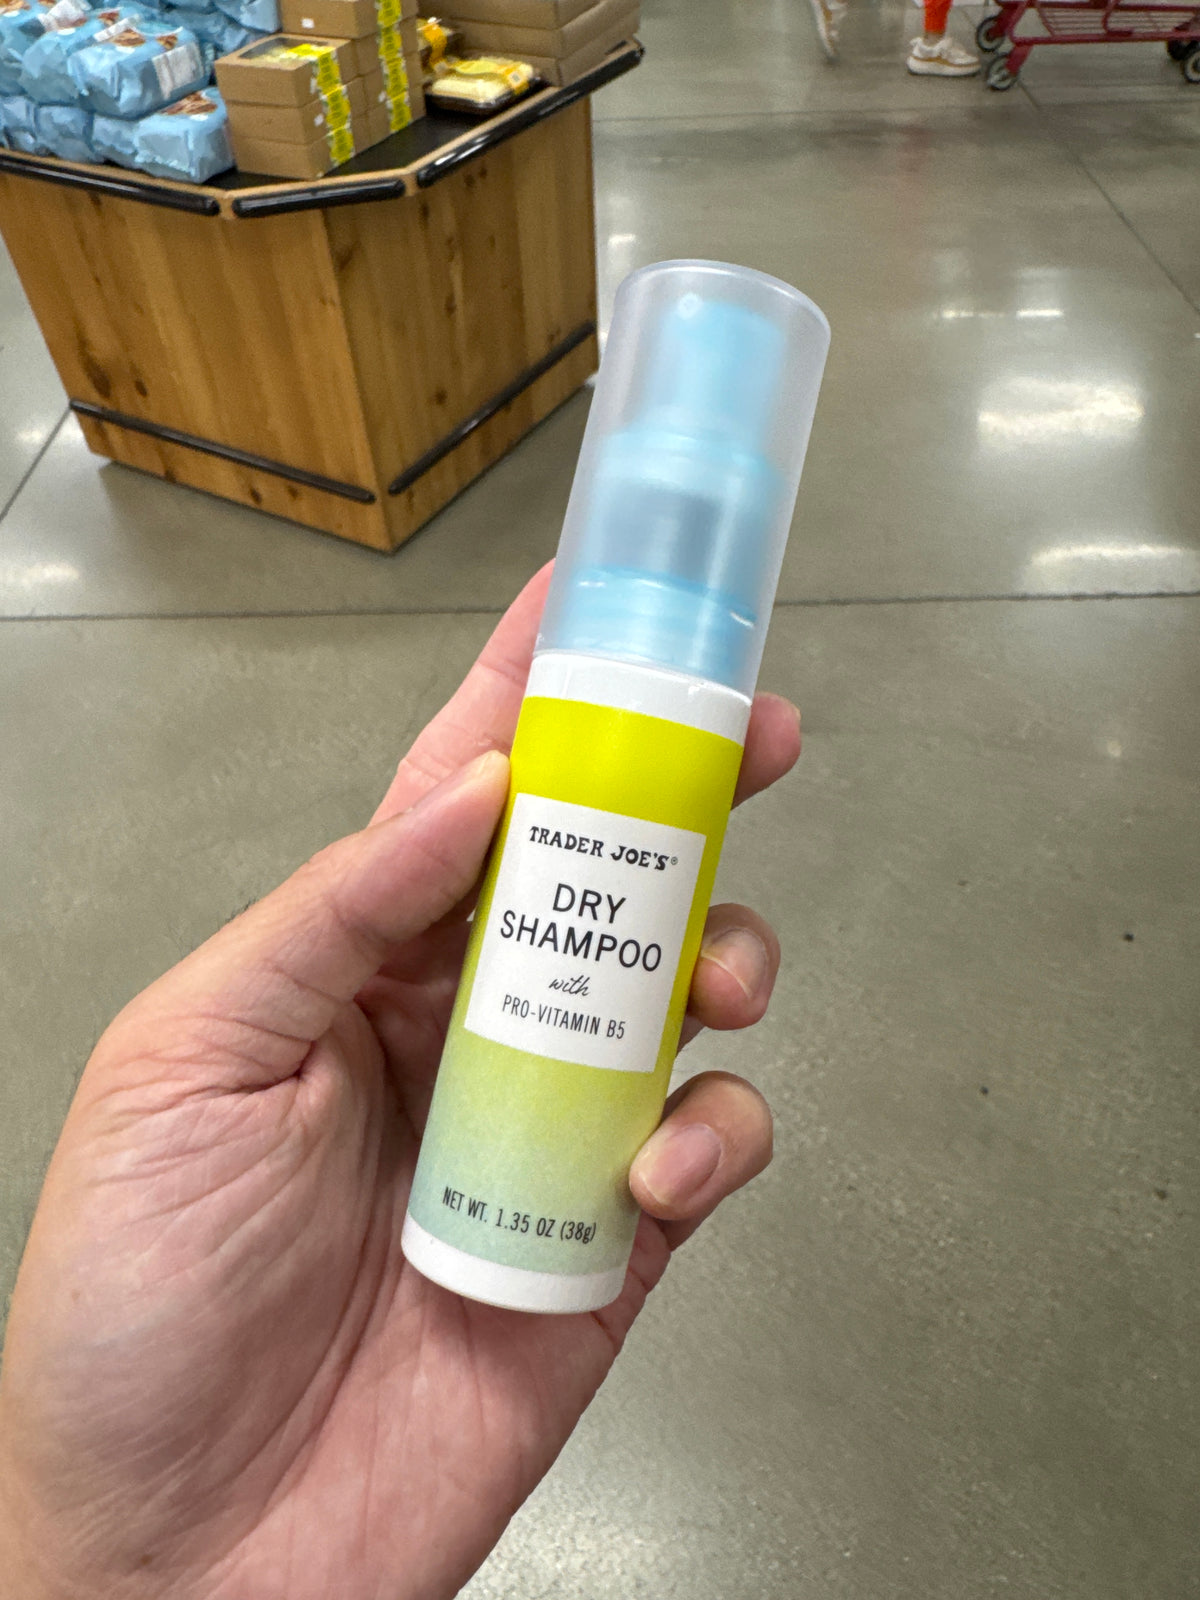 TRADER JOE'S®
DRY
SHAMPOO
with
PRO-VITAMIN B5
NET WT. 1.35 OZ (38g)